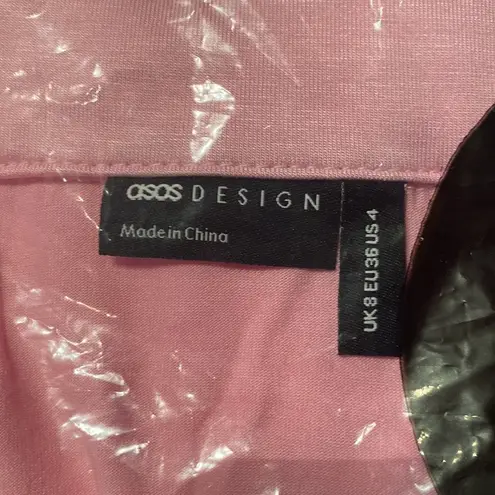 asos DESIGN
Made in China
UK 8 EU 36 US 4